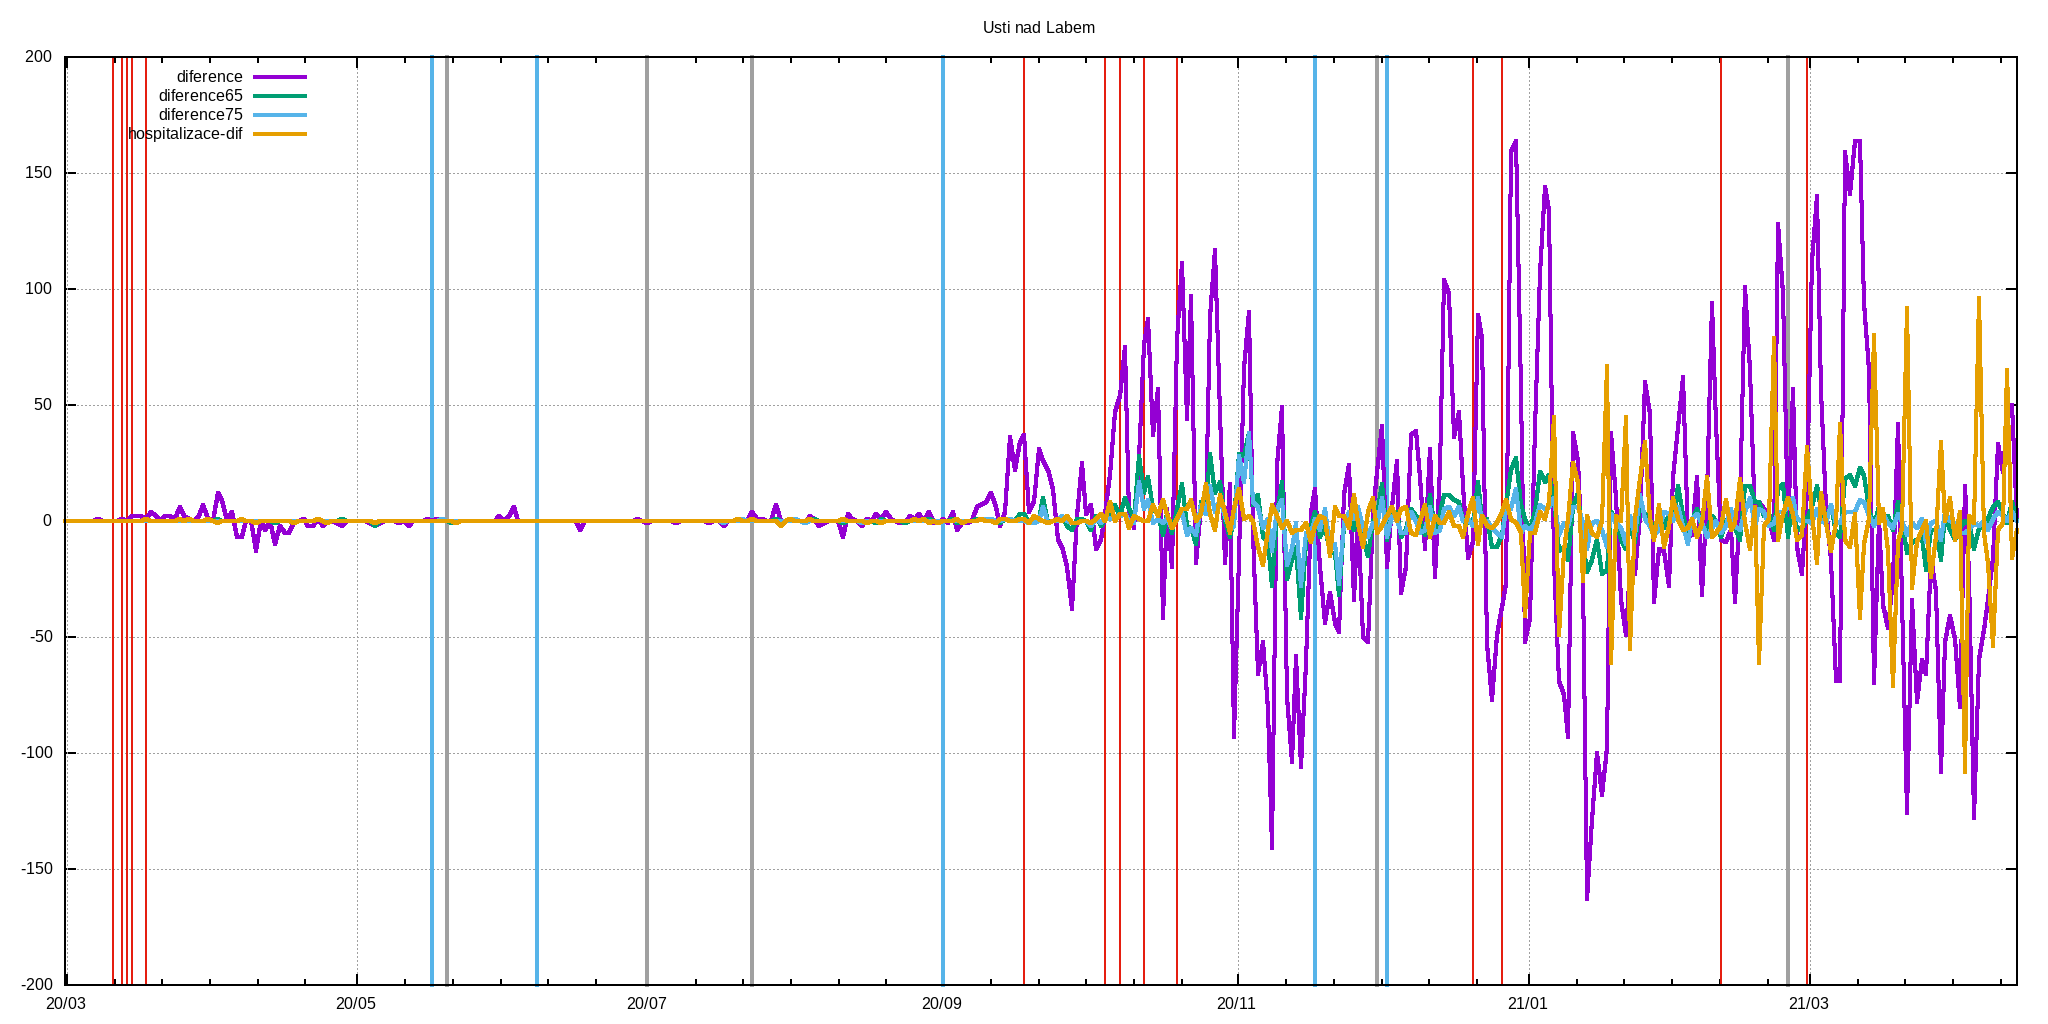 Usti nad Labem
200
150
100
50
0
-50
-100
-150
-200
diference
diference65
diference75
hospitalizace-dif
20/03 20/05 20/07 20/09 20/11 21/01 21/03